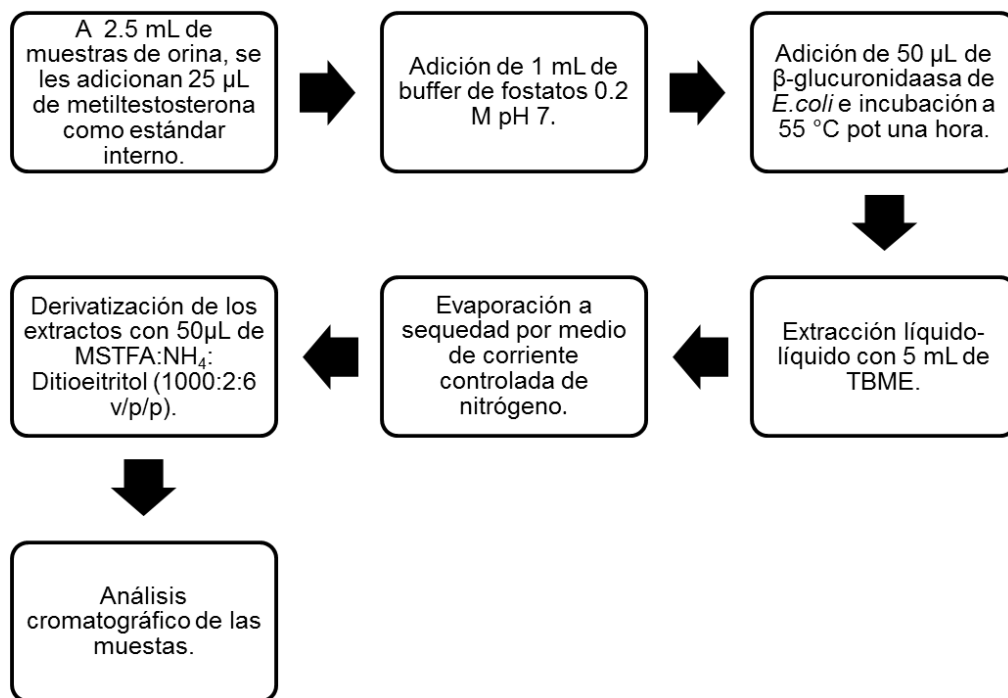 A 2.5 mL de
muestras de orina, se
les adicionan 25 µL
de metiltestosterona
como estándar
interno.
Adición de 1 mL de
buffer de fostatos 0.2
M pH 7.
Adición de 50 µL de
β-glucuronidaasa de
E.coli e incubación a
55 °C pot una hora.
Extracción líquido-
líquido con 5 mL de
TBME.
Evaporación a
sequedad por medio
de corriente
controlada de
nitrógeno.
Derivatización de los
extractos con 50µL de
MSTFA:NH₄:
Ditioeitritol (1000:2:6
v/p/p).
Análisis
cromatográfico de las
muestas.